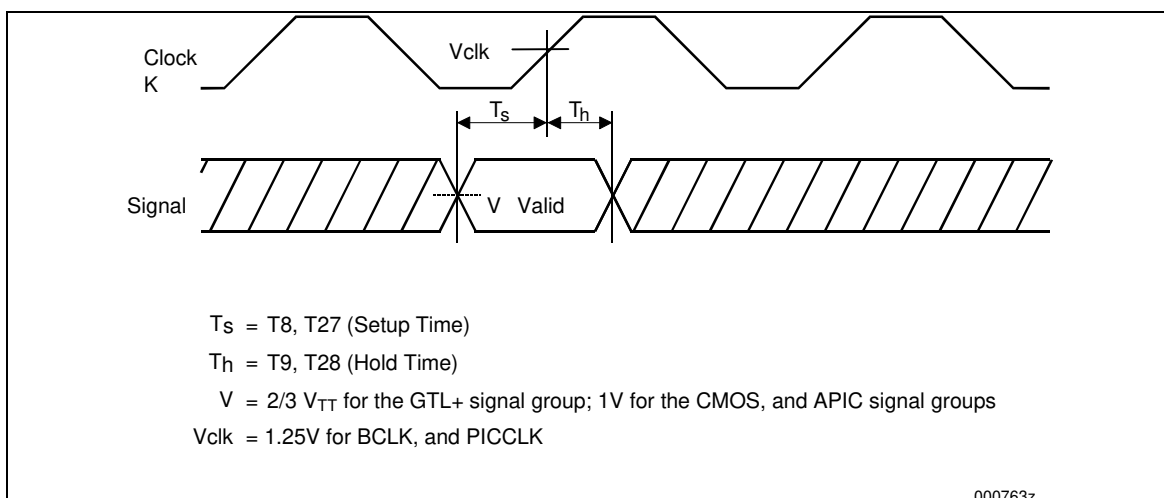 Clock
K
Vclk
Ts
Th
Signal
V Valid
Ts = T8, T27 (Setup Time)
Th = T9, T28 (Hold Time)
V = 2/3 VTT for the GTL+ signal group; 1V for the CMOS, and APIC signal groups
Vclk = 1.25V for BCLK, and PICCLK
000763z